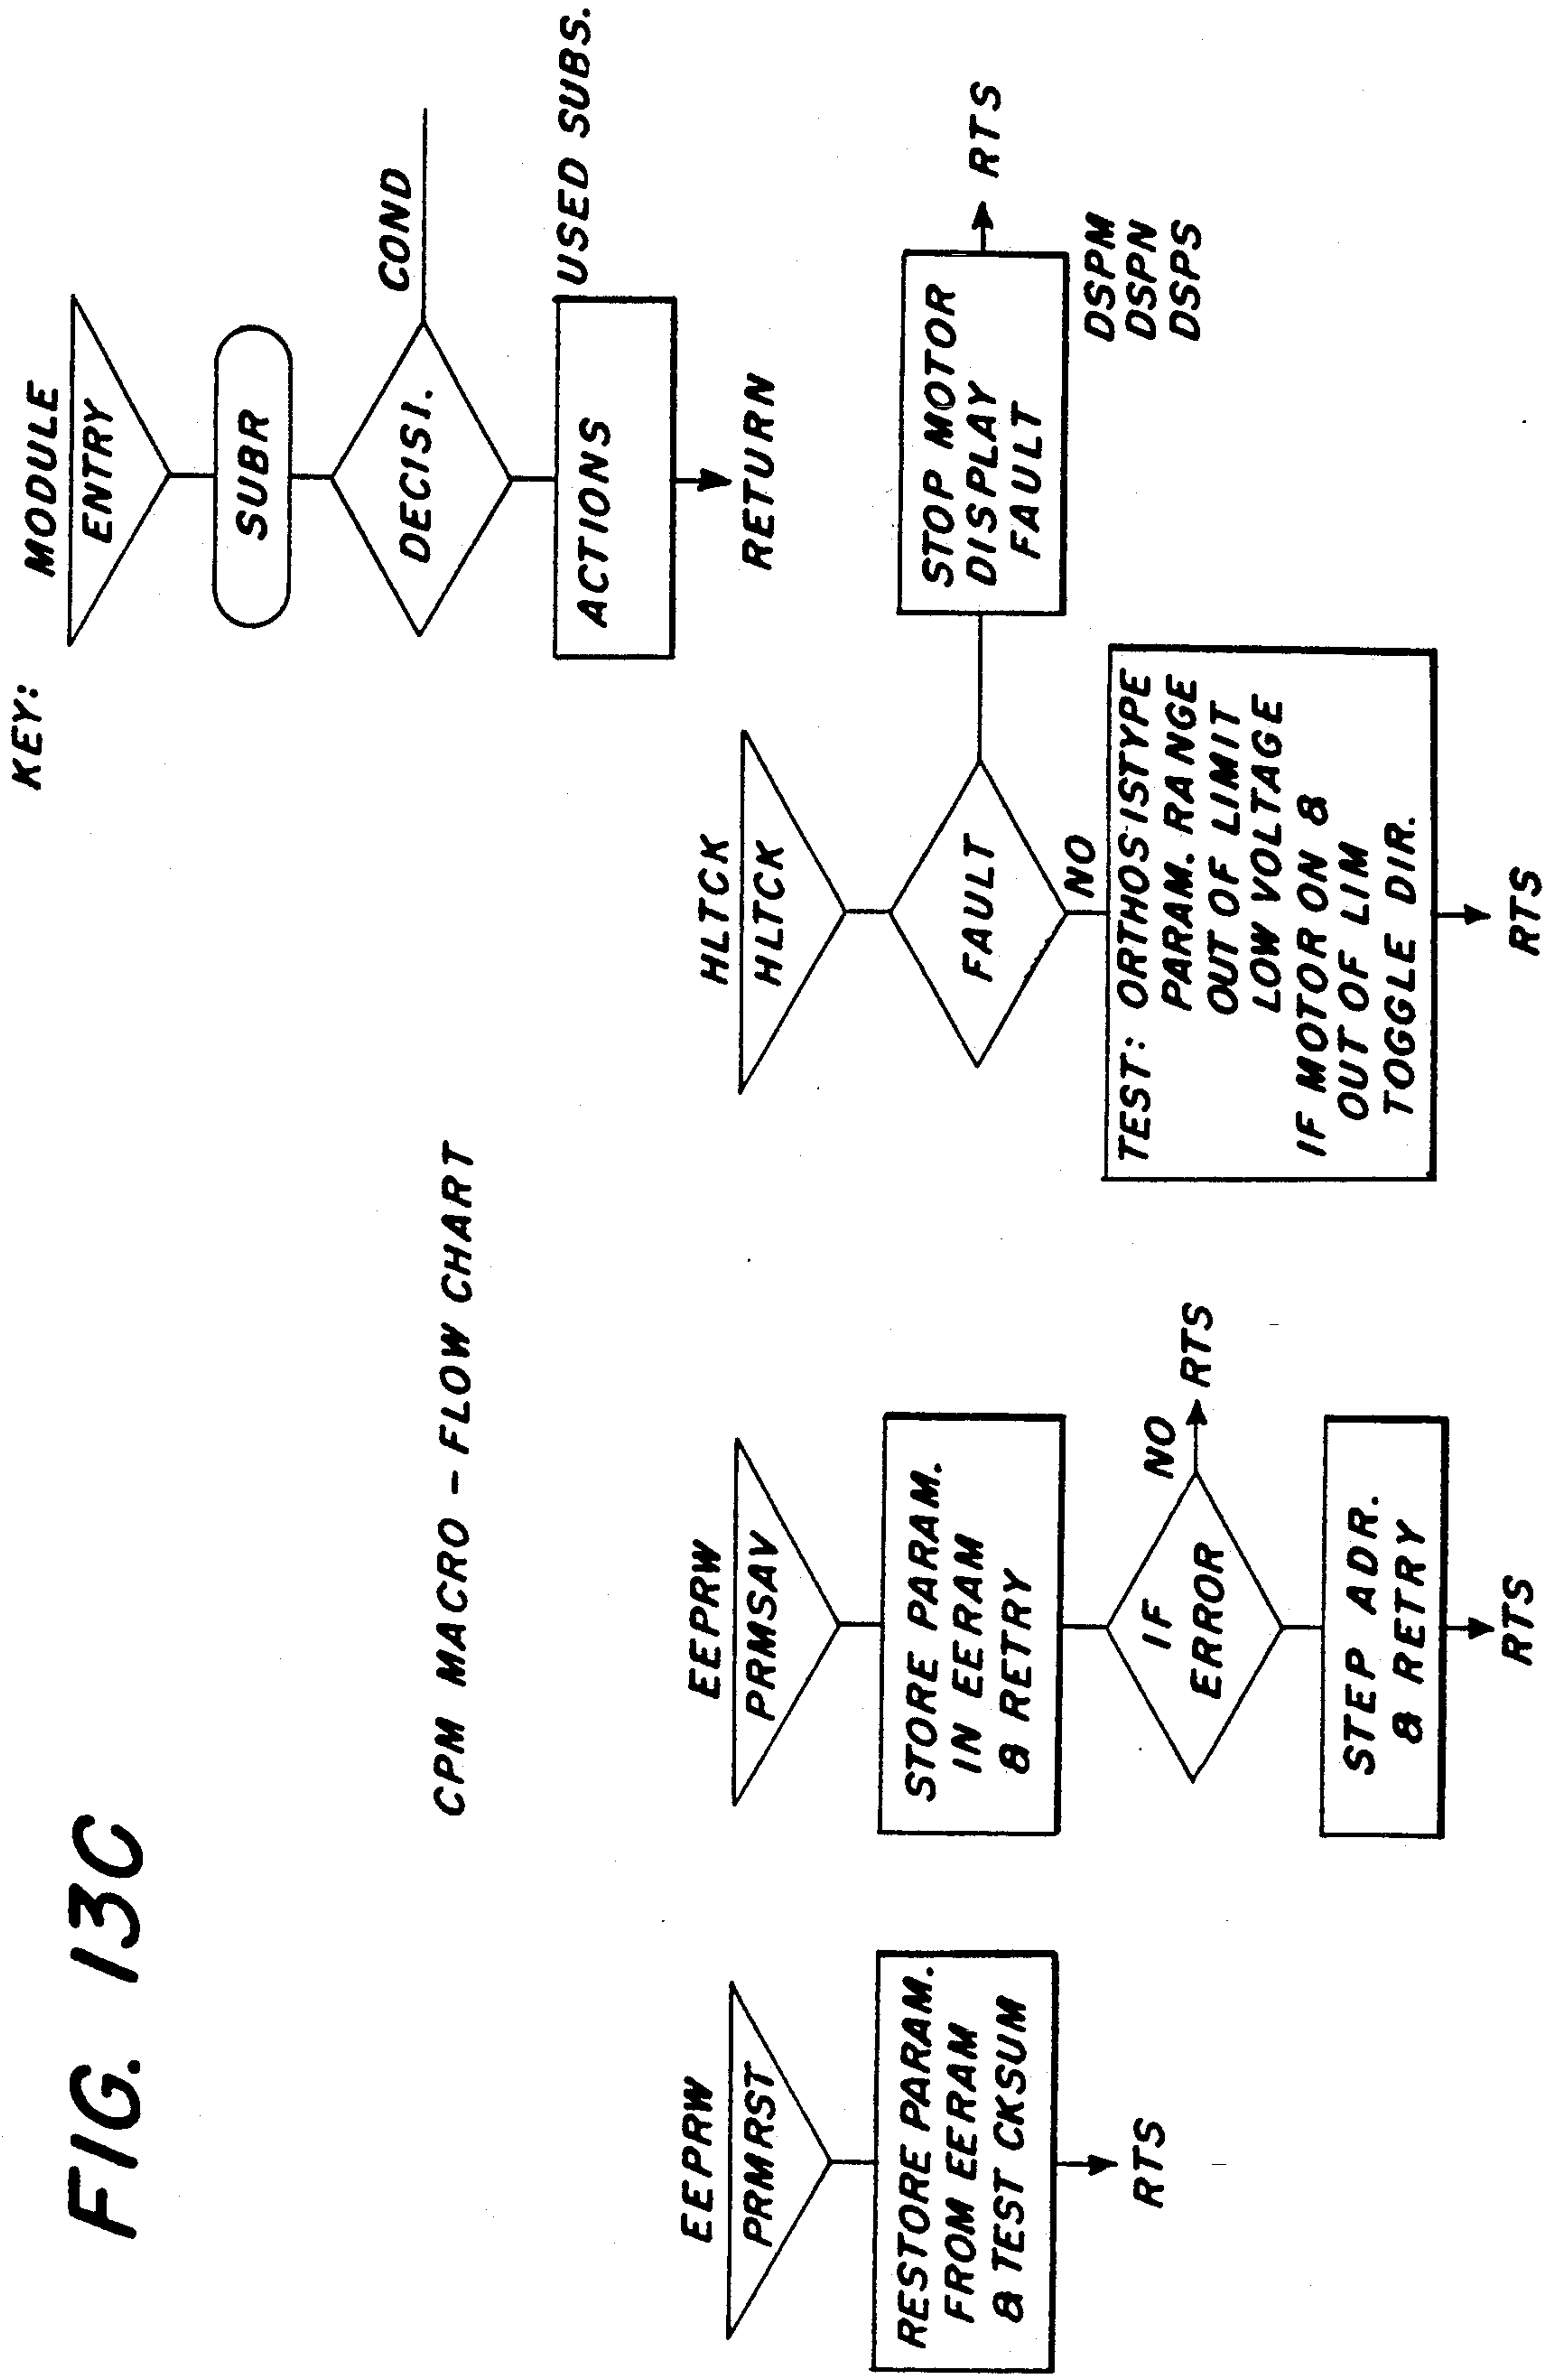 FIG. 13C
CPM MACRO - FLOW CHART
KEY:
MODULE
ENTRY
SUBR
DECISI.
COND
ACTIONS
USED SUBS.
RETURN
EEPRW
PRMRST
RESTORE PARAM.
FROM EERAM
& TEST CKSUM
RTS
EEPRW
PRMSAV
STORE PARAM.
IN EERAM
& RETRY
IF
ERROR
NO
RTS
STEP ADR.
& RETRY
RTS
HLTCK
HLTCK
FAULT
NO
STOP MOTOR
DISPLAY
FAULT
RTS
DSPM
DSPN
DSPS
TEST: ORTHOSISTYPE
PARAM. RANGE
OUT OF LIMIT
LOW VOLTAGE
IF MOTOR ON &
OUT OF LIM
TOGGLE DIR.
RTS